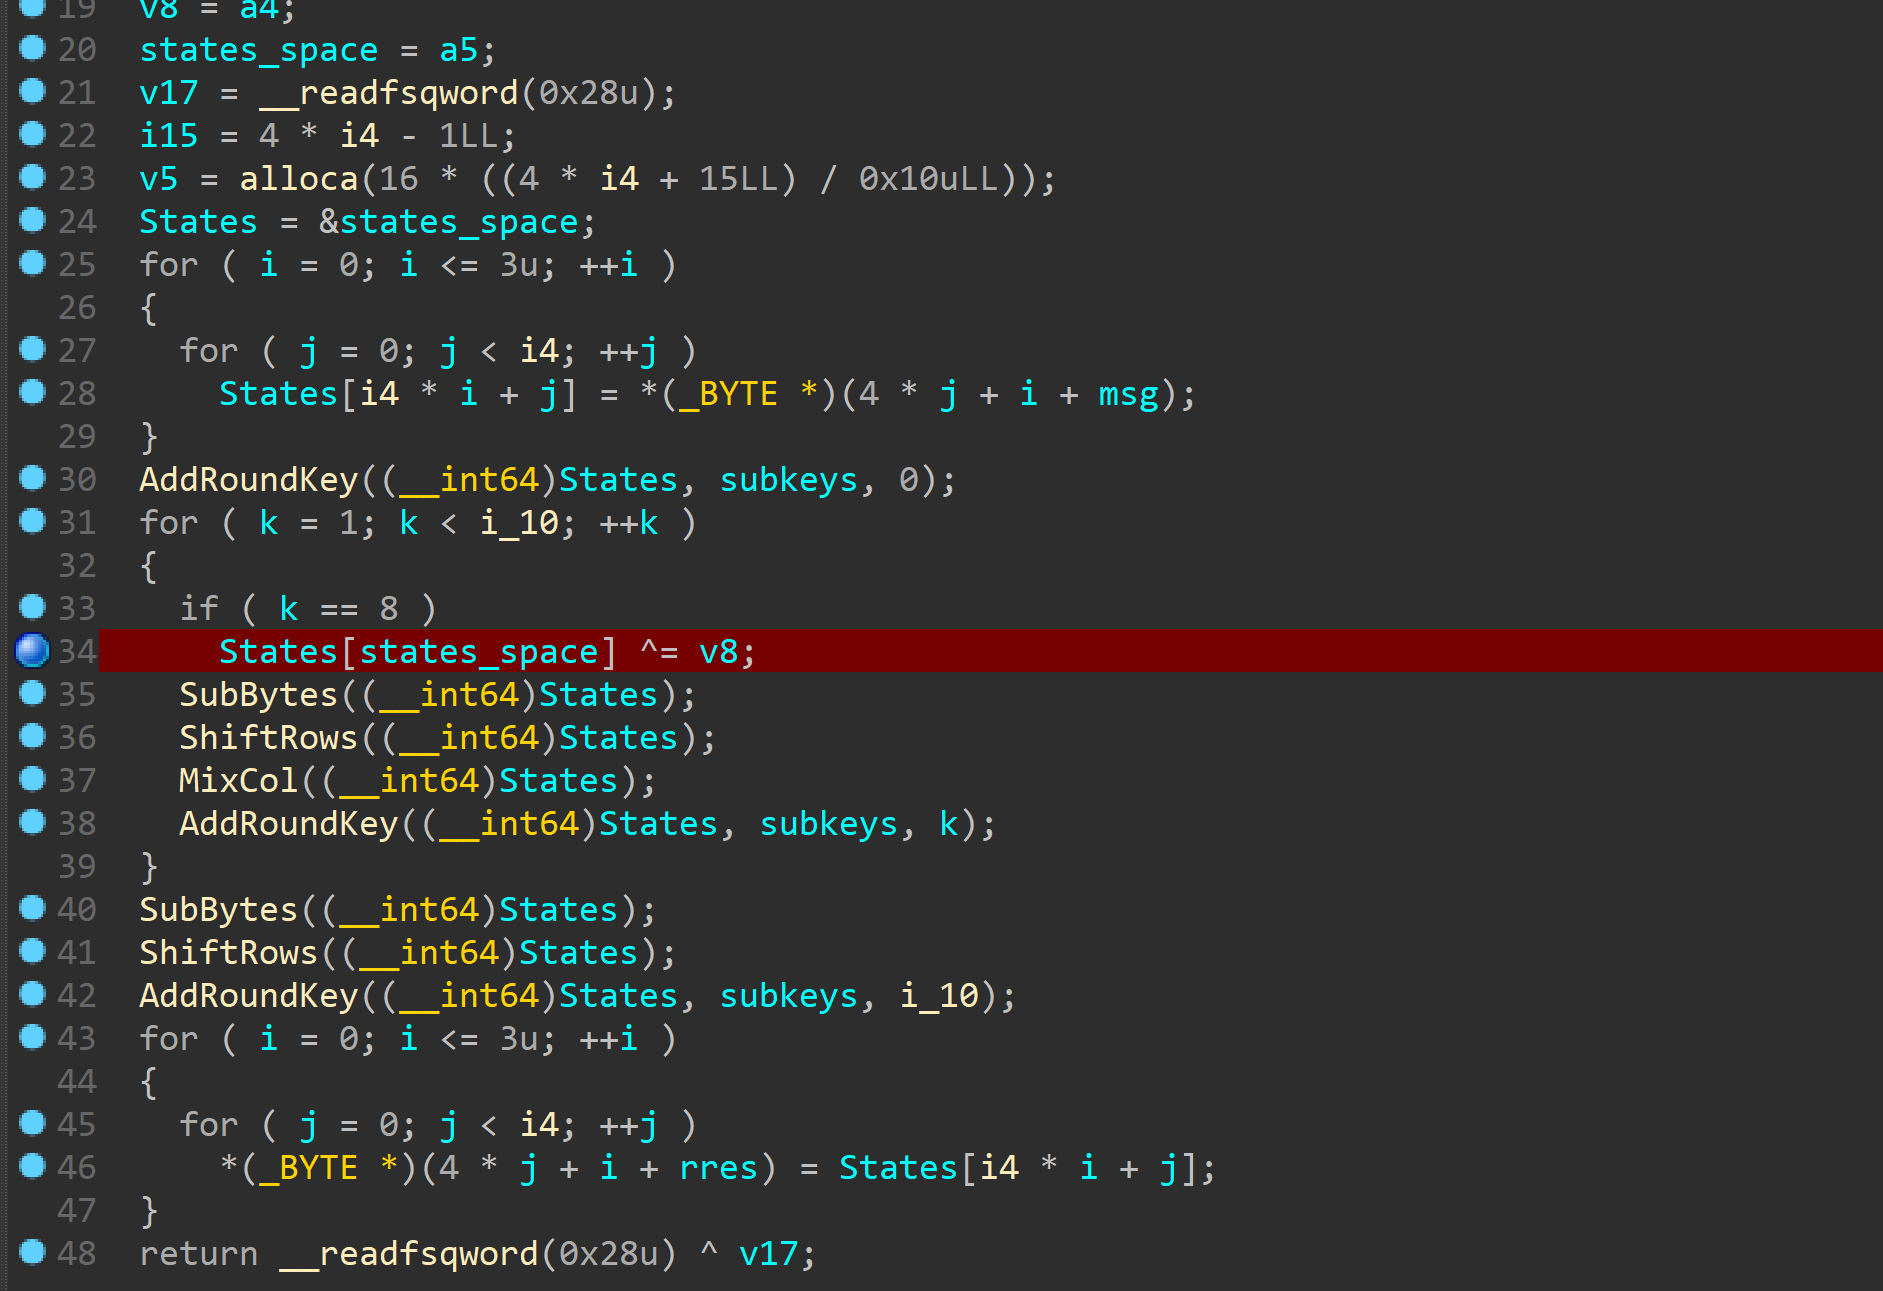 19 v8 = a4;
20 states_space = a5;
21 v17 = __readfsqword(0x28u);
22 i15 = 4 * i4 - 1LL;
23 v5 = alloca(16 * ((4 * i4 + 15LL) / 0x10uLL));
24 States = &states_space;
25 for ( i = 0; i <= 3u; ++i )
26 {
27 for ( j = 0; j < i4; ++j )
28 States[i4 * i + j] = *(_BYTE *)(4 * j + i + msg);
29 }
30 AddRoundKey((__int64)States, subkeys, 0);
31 for ( k = 1; k < i_10; ++k )
32 {
33 if ( k == 8 )
34 States[states_space] ^= v8;
35 SubBytes((__int64)States);
36 ShiftRows((__int64)States);
37 MixCol((__int64)States);
38 AddRoundKey((__int64)States, subkeys, k);
39 }
40 SubBytes((__int64)States);
41 ShiftRows((__int64)States);
42 AddRoundKey((__int64)States, subkeys, i_10);
43 for ( i = 0; i <= 3u; ++i )
44 {
45 for ( j = 0; j < i4; ++j )
46 *(_BYTE *)(4 * j + i + rres) = States[i4 * i + j];
47 }
48 return __readfsqword(0x28u) ^ v17;